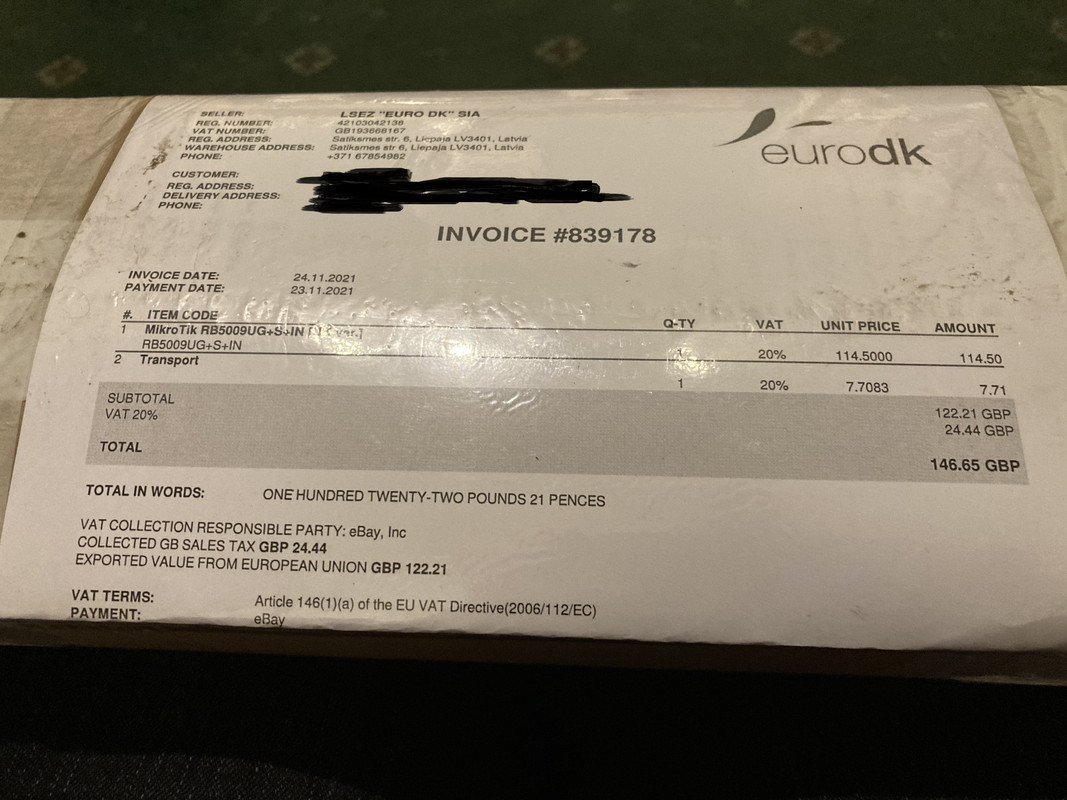 SELLER: LSEZ "EURO DK" SIA
REG. NUMBER: 42103042138
VAT NUMBER: GB193668167
REG. ADDRESS: Satiksmes str. 6, Liepaja LV3401, Latvia
WAREHOUSE ADDRESS: Satiksmes str. 6, Liepaja LV3401, Latvia
PHONE: +371 67854982
eurodk
CUSTOMER:
REG. ADDRESS:
DELIVERY ADDRESS:
PHONE:
INVOICE #839178
INVOICE DATE: 24.11.2021
PAYMENT DATE: 23.11.2021
#. ITEM CODE Q-TY VAT UNIT PRICE AMOUNT
1 MikroTik RB5009UG+S+IN ver.]
RB5009UG+S+IN 1 20% 114.5000 114.50
2 Transport
1 20% 7.7083 7.71
SUBTOTAL 122.21 GBP
VAT 20% 24.44 GBP
TOTAL 146.65 GBP
TOTAL IN WORDS: ONE HUNDRED TWENTY-TWO POUNDS 21 PENCES
VAT COLLECTION RESPONSIBLE PARTY: eBay, Inc
COLLECTED GB SALES TAX GBP 24.44
EXPORTED VALUE FROM EUROPEAN UNION GBP 122.21
VAT TERMS: Article 146(1)(a) of the EU VAT Directive(2006/112/EC)
PAYMENT: eBay